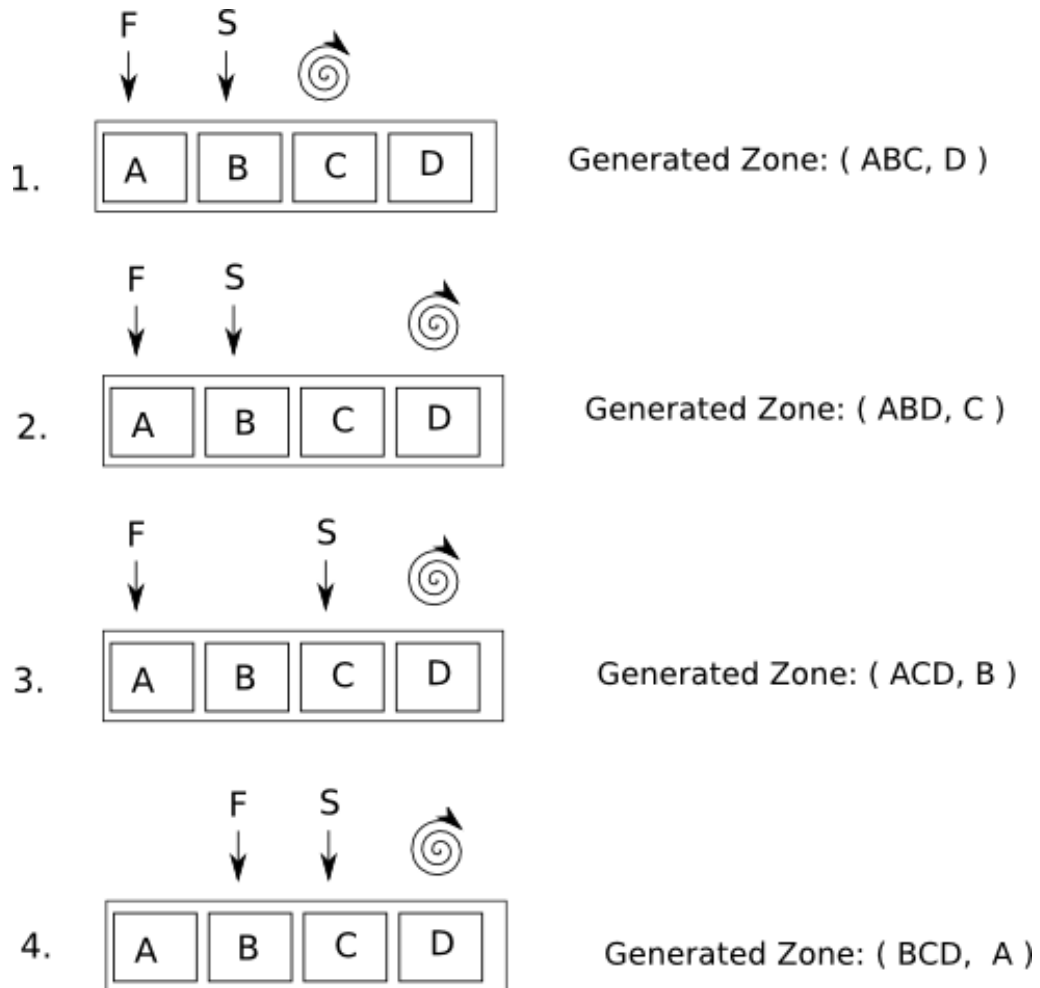 F S
A B C D
1.
Generated Zone: ( ABC, D )
F S
A B C D
2.
Generated Zone: ( ABD, C )
F S
A B C D
3.
Generated Zone: ( ACD, B )
F S
A B C D
4.
Generated Zone: ( BCD, A )